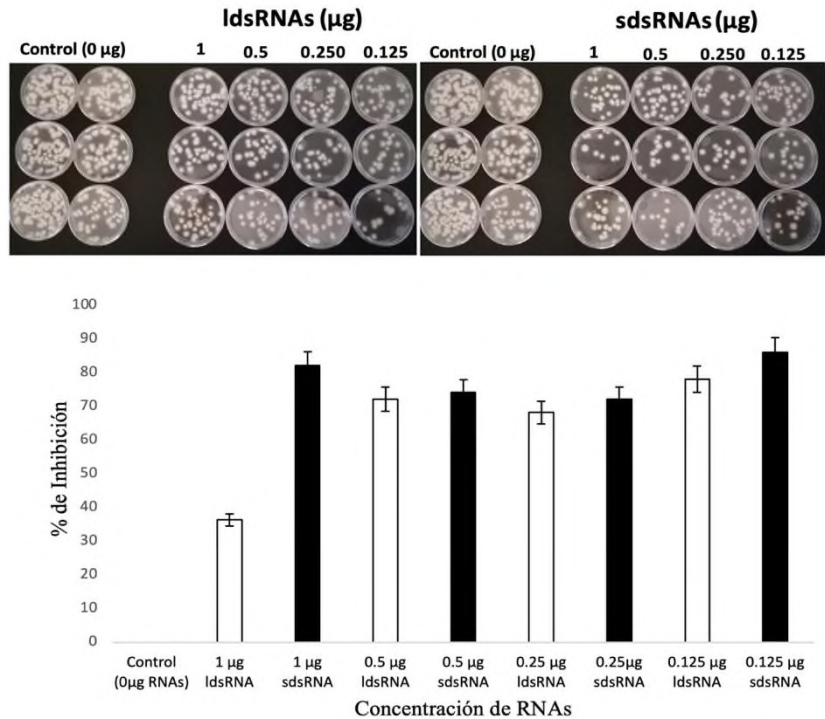 ldsRNAs (µg)
sdsRNAs (µg)
Control (0 µg) 1 0.5 0.250 0.125
Control (0 µg) 1 0.5 0.250 0.125
100
90
80
70
60
50
40
30
20
10
0
% de Inhibición
Control (0µg RNAs)
1 µg ldsRNA
1 µg sdsRNA
0.5 µg ldsRNA
0.5 µg sdsRNA
0.25 µg ldsRNA
0.25µg sdsRNA
0.125 µg ldsRNA
0.125 µg sdsRNA
Concentración de RNAs